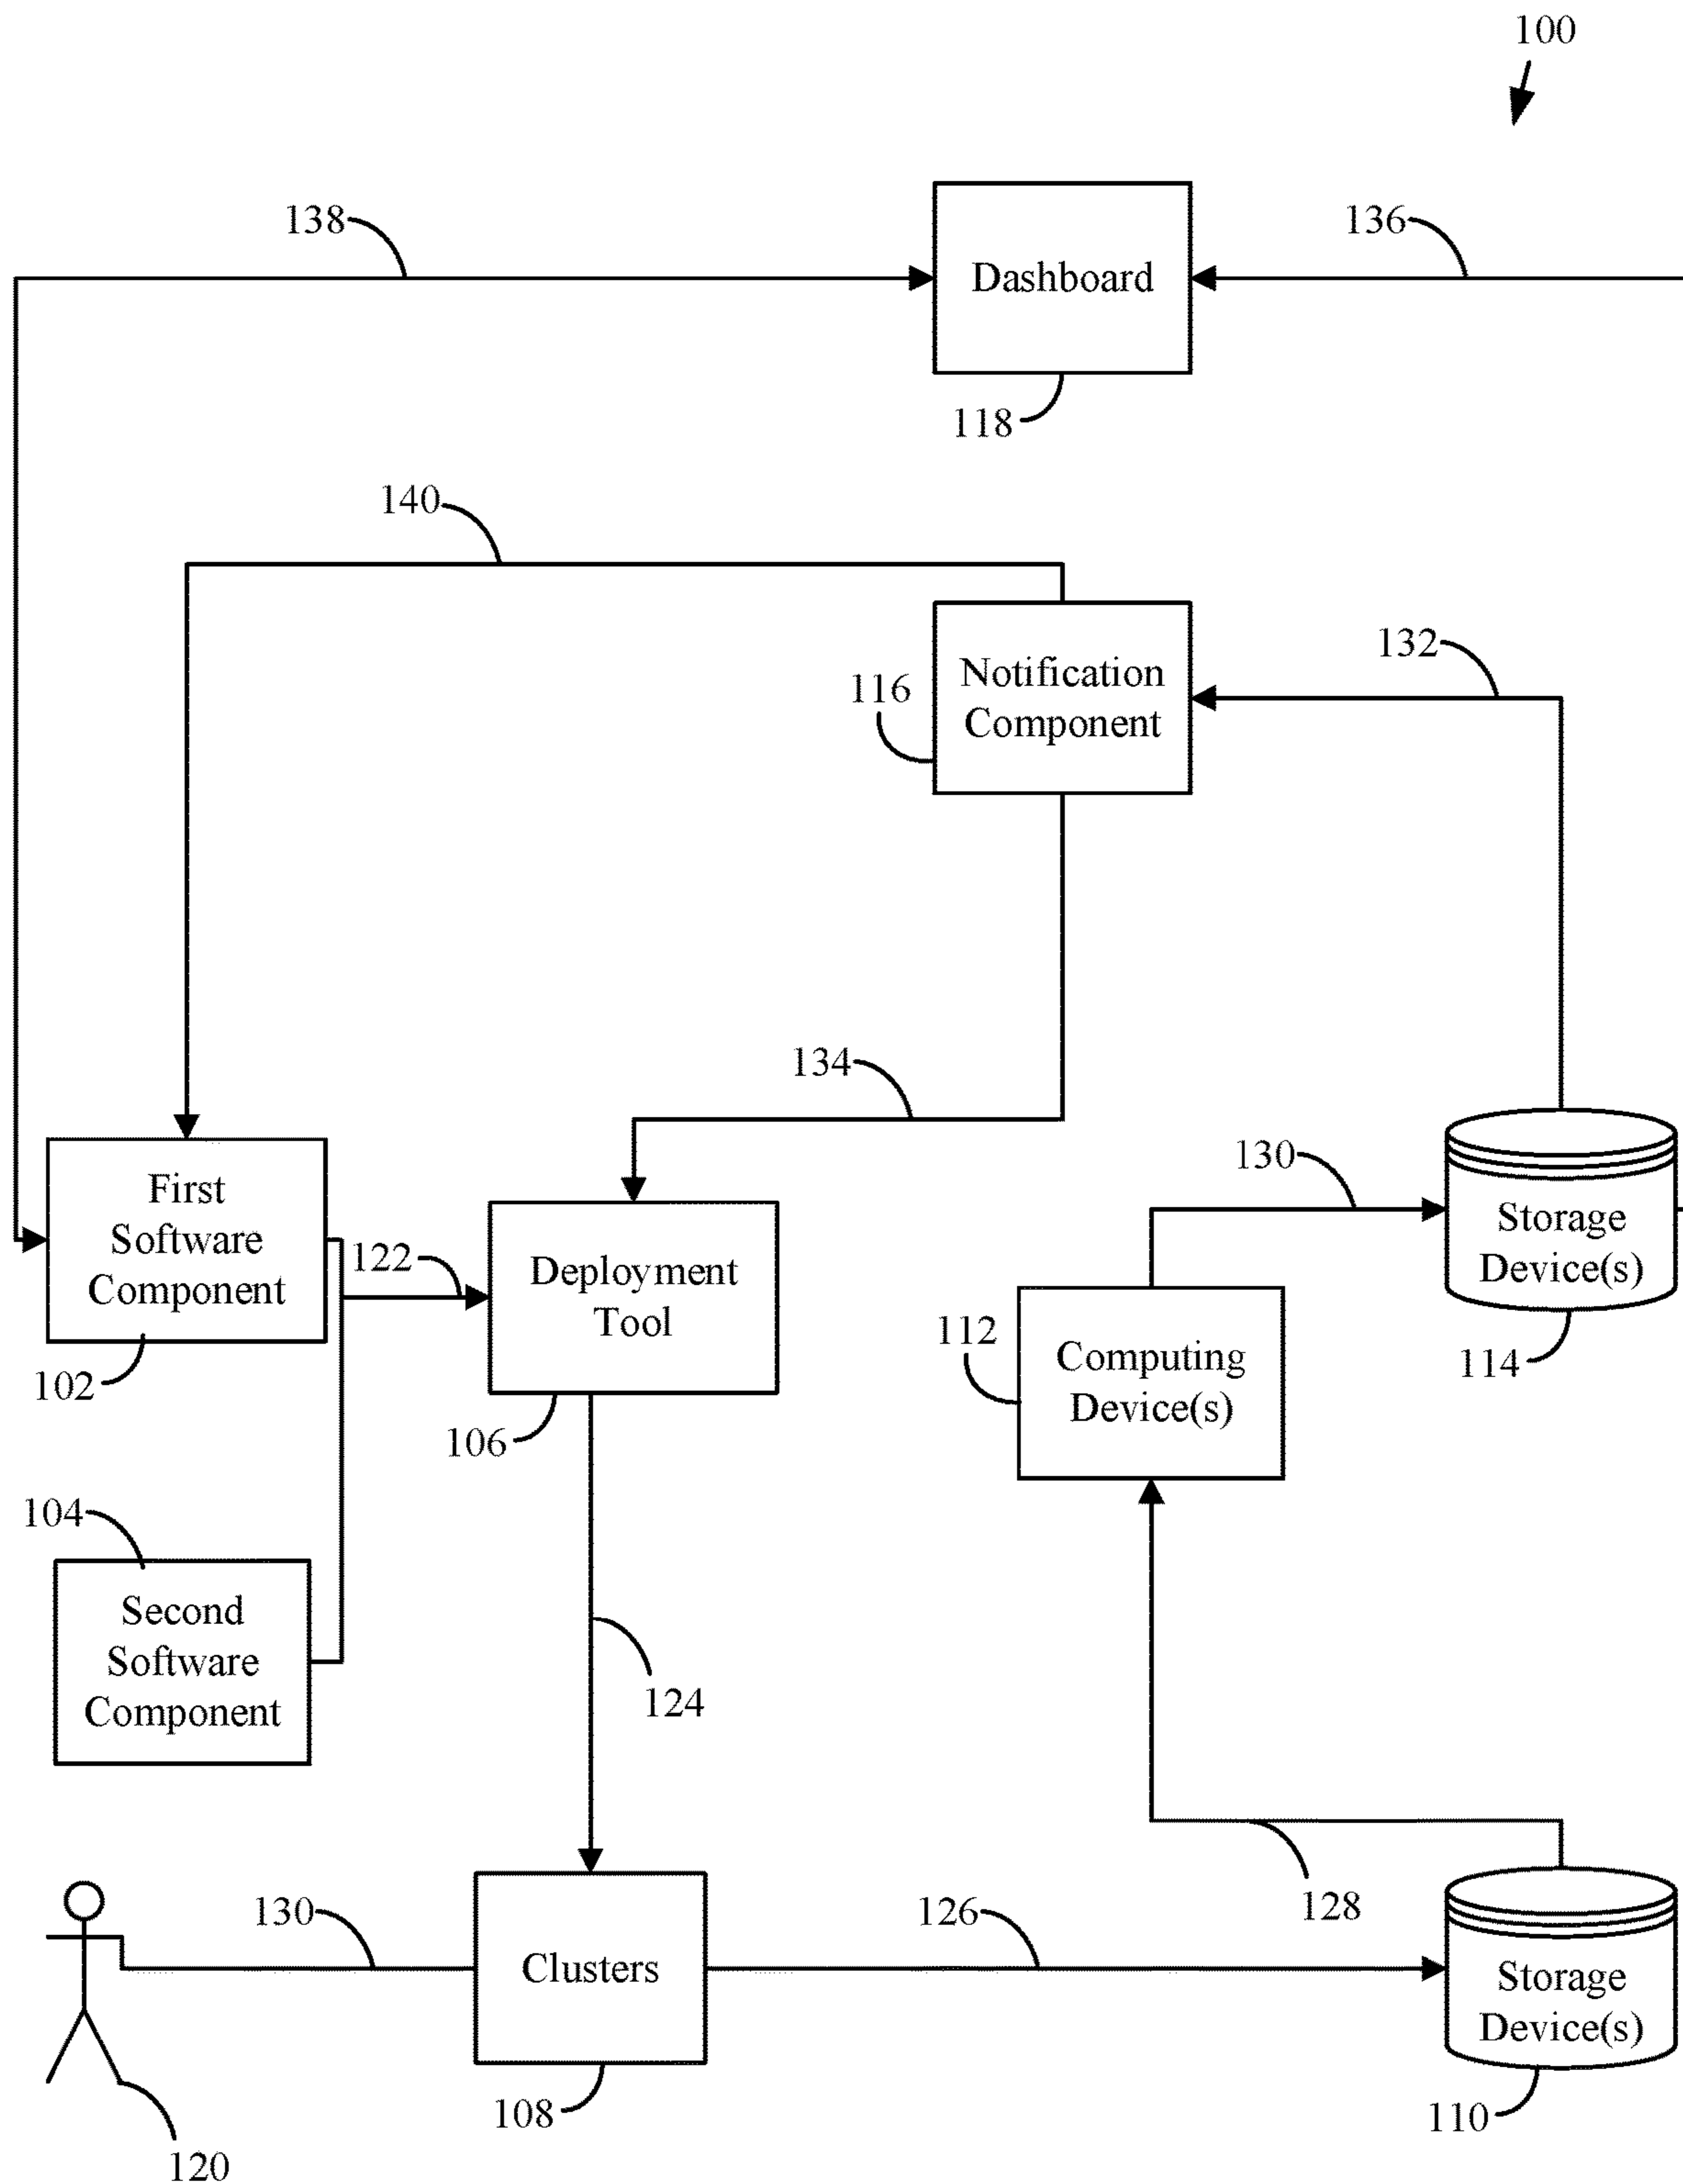 100
138
136
Dashboard
118
140
132
116
Notification
Component
134
130
First
Software
Component
122
Deployment
Tool
Storage
Device(s)
112
Computing
Device(s)
114
102
106
104
Second
Software
Component
124
128
130
126
Clusters
Storage
Device(s)
108
110
120